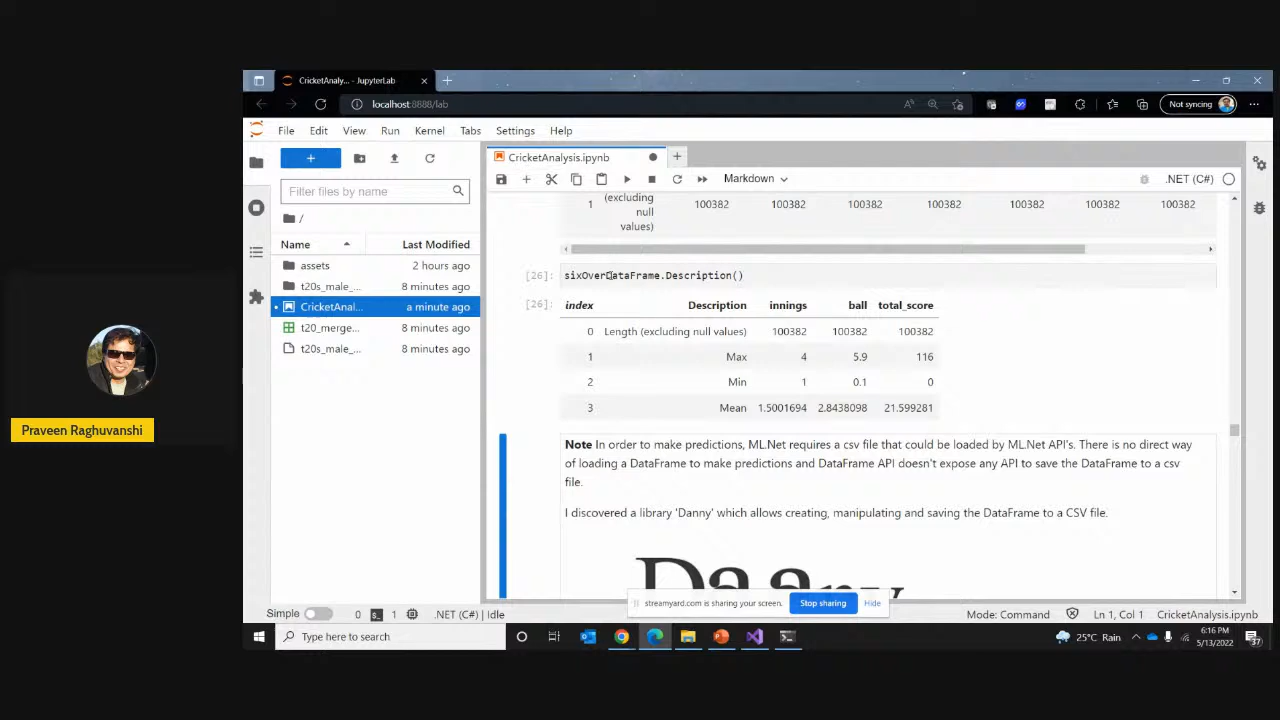 CricketAnaly... - JupyterLab
localhost:8888/lab
Not syncing
File Edit View Run Kernel Tabs Settings Help
CricketAnalysis.ipynb
Filter files by name
Markdown
.NET (C#)
/
Name Last Modified
assets 2 hours ago
t20s_male_... 8 minutes ago
CricketAnal... a minute ago
t20_merge... 8 minutes ago
t20s_male_... 8 minutes ago
1 (excluding null values) 100382 100382 100382 100382 100382 100382 100382
[26]: sixOverDataFrame.Description()
[26]: index Description innings ball total_score
0 Length (excluding null values) 100382 100382 100382
1 Max 4 5.9 116
2 Min 1 0.1 0
3 Mean 1.5001694 2.8438098 21.599281
Note In order to make predictions, ML.Net requires a csv file that could be loaded by ML.Net API's. There is no direct way
of loading a DataFrame to make predictions and DataFrame API doesn't expose any API to save the DataFrame to a csv
file.
I discovered a library 'Danny' which allows creating, manipulating and saving the DataFrame to a CSV file.
Praveen Raghuvanshi
streamyard.com is sharing your screen. Stop sharing Hide
Simple 0 1 .NET (C#) | Idle
Mode: Command Ln 1, Col 1 CricketAnalysis.ipynb
Type here to search
25°C Rain
6:16 PM
5/13/2022
37